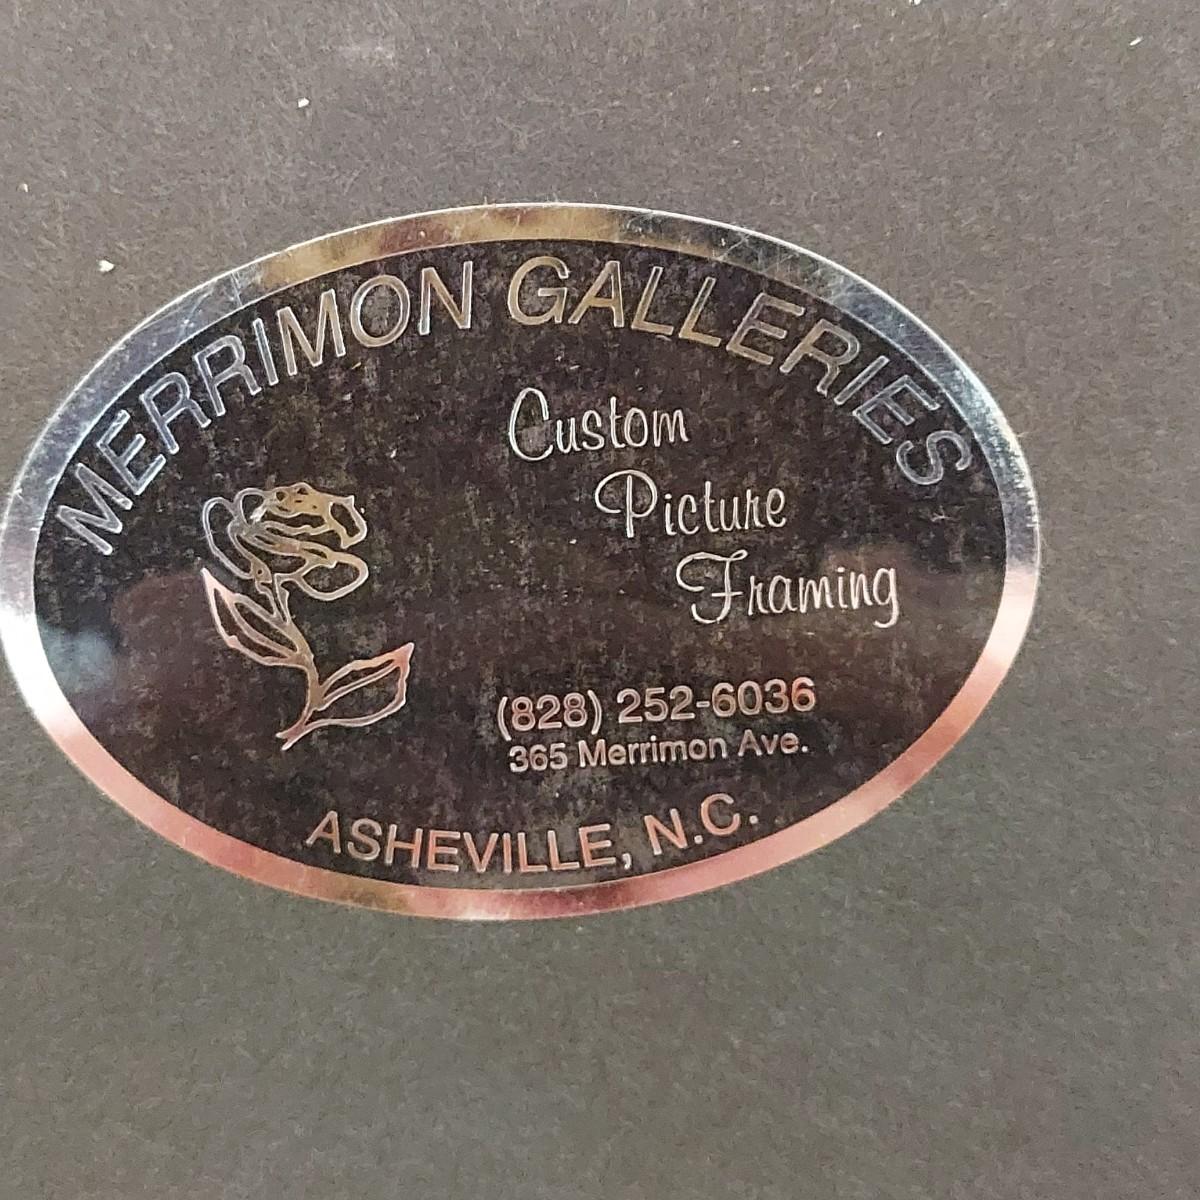 MERRIMON GALLERIES
Custom
Picture
Framing
(828) 252-6036
365 Merrimon Ave.
ASHEVILLE, N.C.